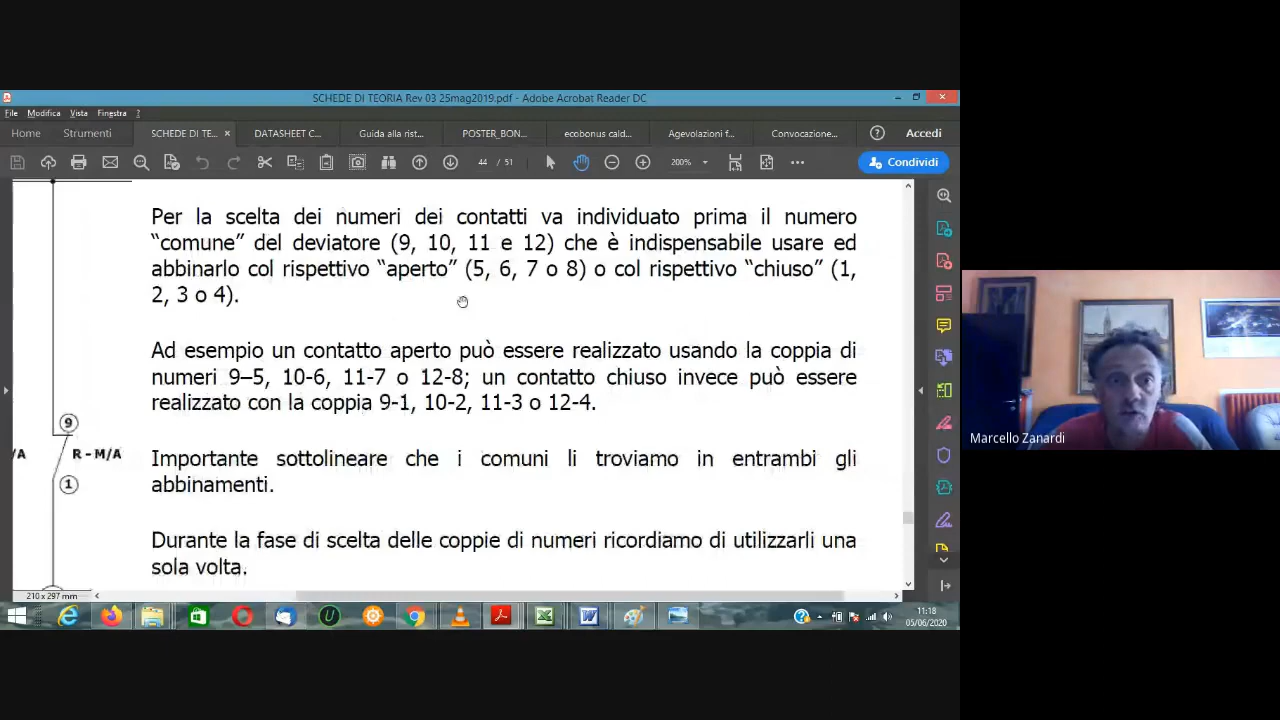 SCHEDE DI TEORIA Rev 03 25mag2019.pdf - Adobe Acrobat Reader DC
File Modifica Vista Finestra ?
Home Strumenti SCHEDE DI TE... × DATASHEET C... Guida alla rist... POSTER_BON... ecobonus cald... Agevolazioni f... Convocazione... ? Accedi
44 / 51 200% Condividi
Per la scelta dei numeri dei contatti va individuato prima il numero
“comune” del deviatore (9, 10, 11 e 12) che è indispensabile usare ed
abbinarlo col rispettivo “aperto” (5, 6, 7 o 8) o col rispettivo “chiuso” (1,
2, 3 o 4).
Ad esempio un contatto aperto può essere realizzato usando la coppia di
numeri 9–5, 10-6, 11-7 o 12-8; un contatto chiuso invece può essere
realizzato con la coppia 9-1, 10-2, 11-3 o 12-4.
9
/A R - M/A
1
Importante sottolineare che i comuni li troviamo in entrambi gli
abbinamenti.
Durante la fase di scelta delle coppie di numeri ricordiamo di utilizzarli una
sola volta.
210 x 297 mm
11:18
05/06/2020
Marcello Zanardi